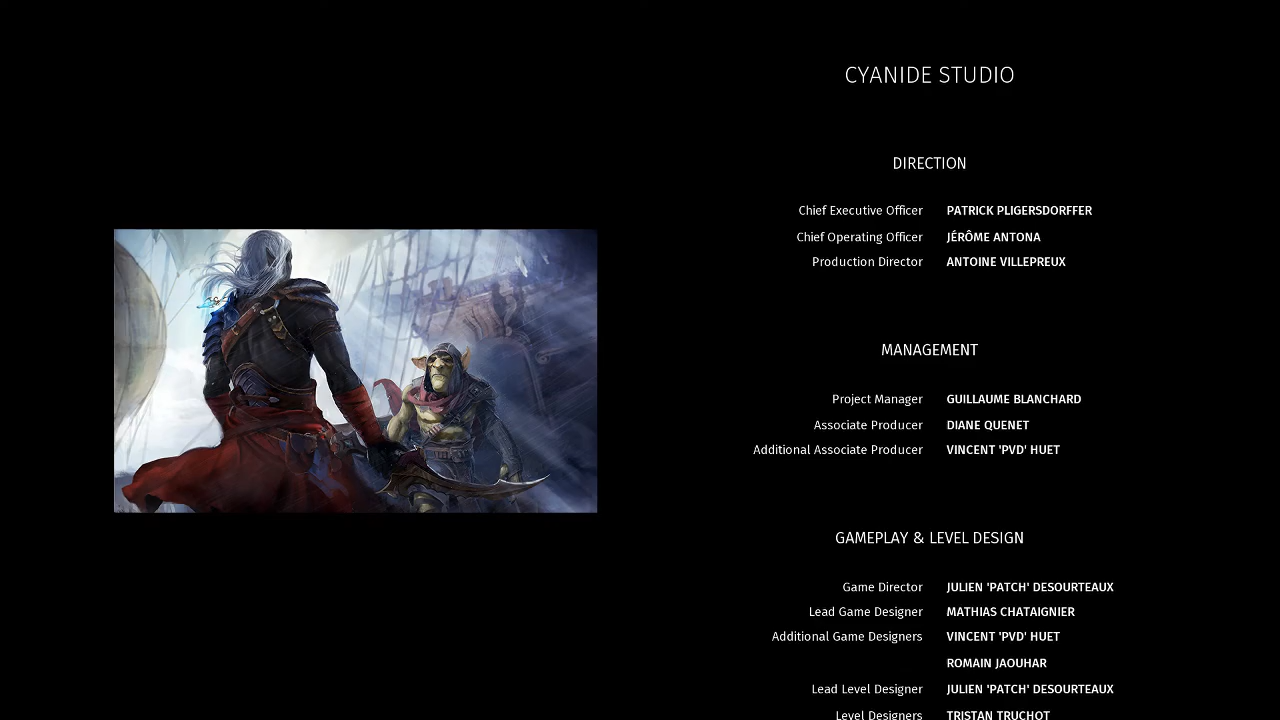 CYANIDE STUDIO
DIRECTION
Chief Executive Officer PATRICK PLIGERSDORFFER
Chief Operating Officer JÉRÔME ANTONA
Production Director ANTOINE VILLEPREUX
MANAGEMENT
Project Manager GUILLAUME BLANCHARD
Associate Producer DIANE QUENET
Additional Associate Producer VINCENT 'PVD' HUET
GAMEPLAY & LEVEL DESIGN
Game Director JULIEN 'PATCH' DESOURTEAUX
Lead Game Designer MATHIAS CHATAIGNIER
Additional Game Designers VINCENT 'PVD' HUET
ROMAIN JAOUHAR
Lead Level Designer JULIEN 'PATCH' DESOURTEAUX
Level Designers TRISTAN TRUCHOT